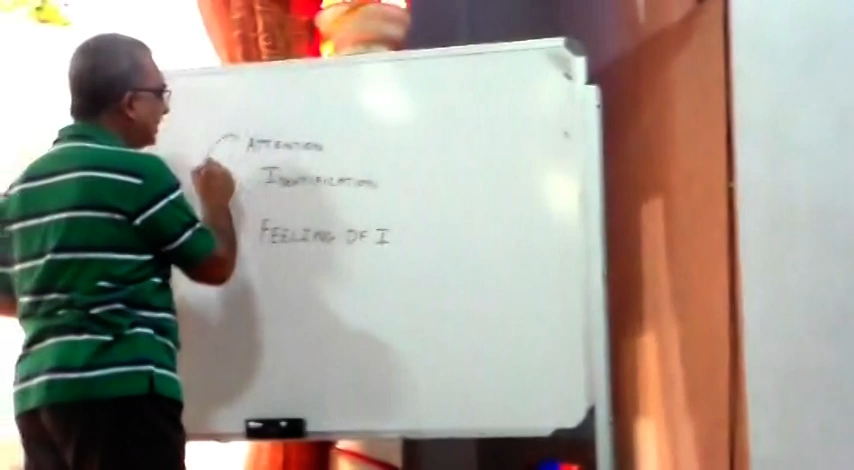 ATTENTION
IDENTIFICATION
FEELING OF I